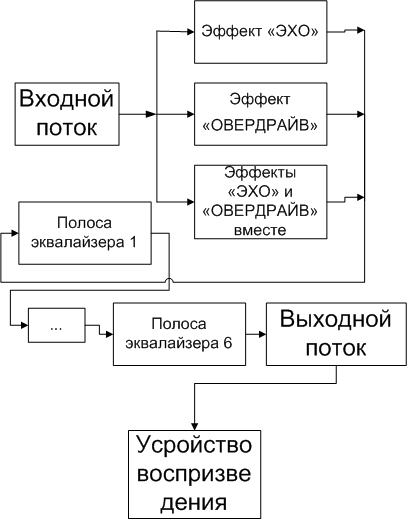 Эффект «ЭХО»
Входной
поток
Эффект
«ОВЕРДРАЙВ»
Эффекты
«ЭХО» и
«ОВЕРДРАЙВ»
вместе
Полоса
эквалайзера 1
...
Полоса
эквалайзера 6
Выходной
поток
Усройство
воспризве
дения